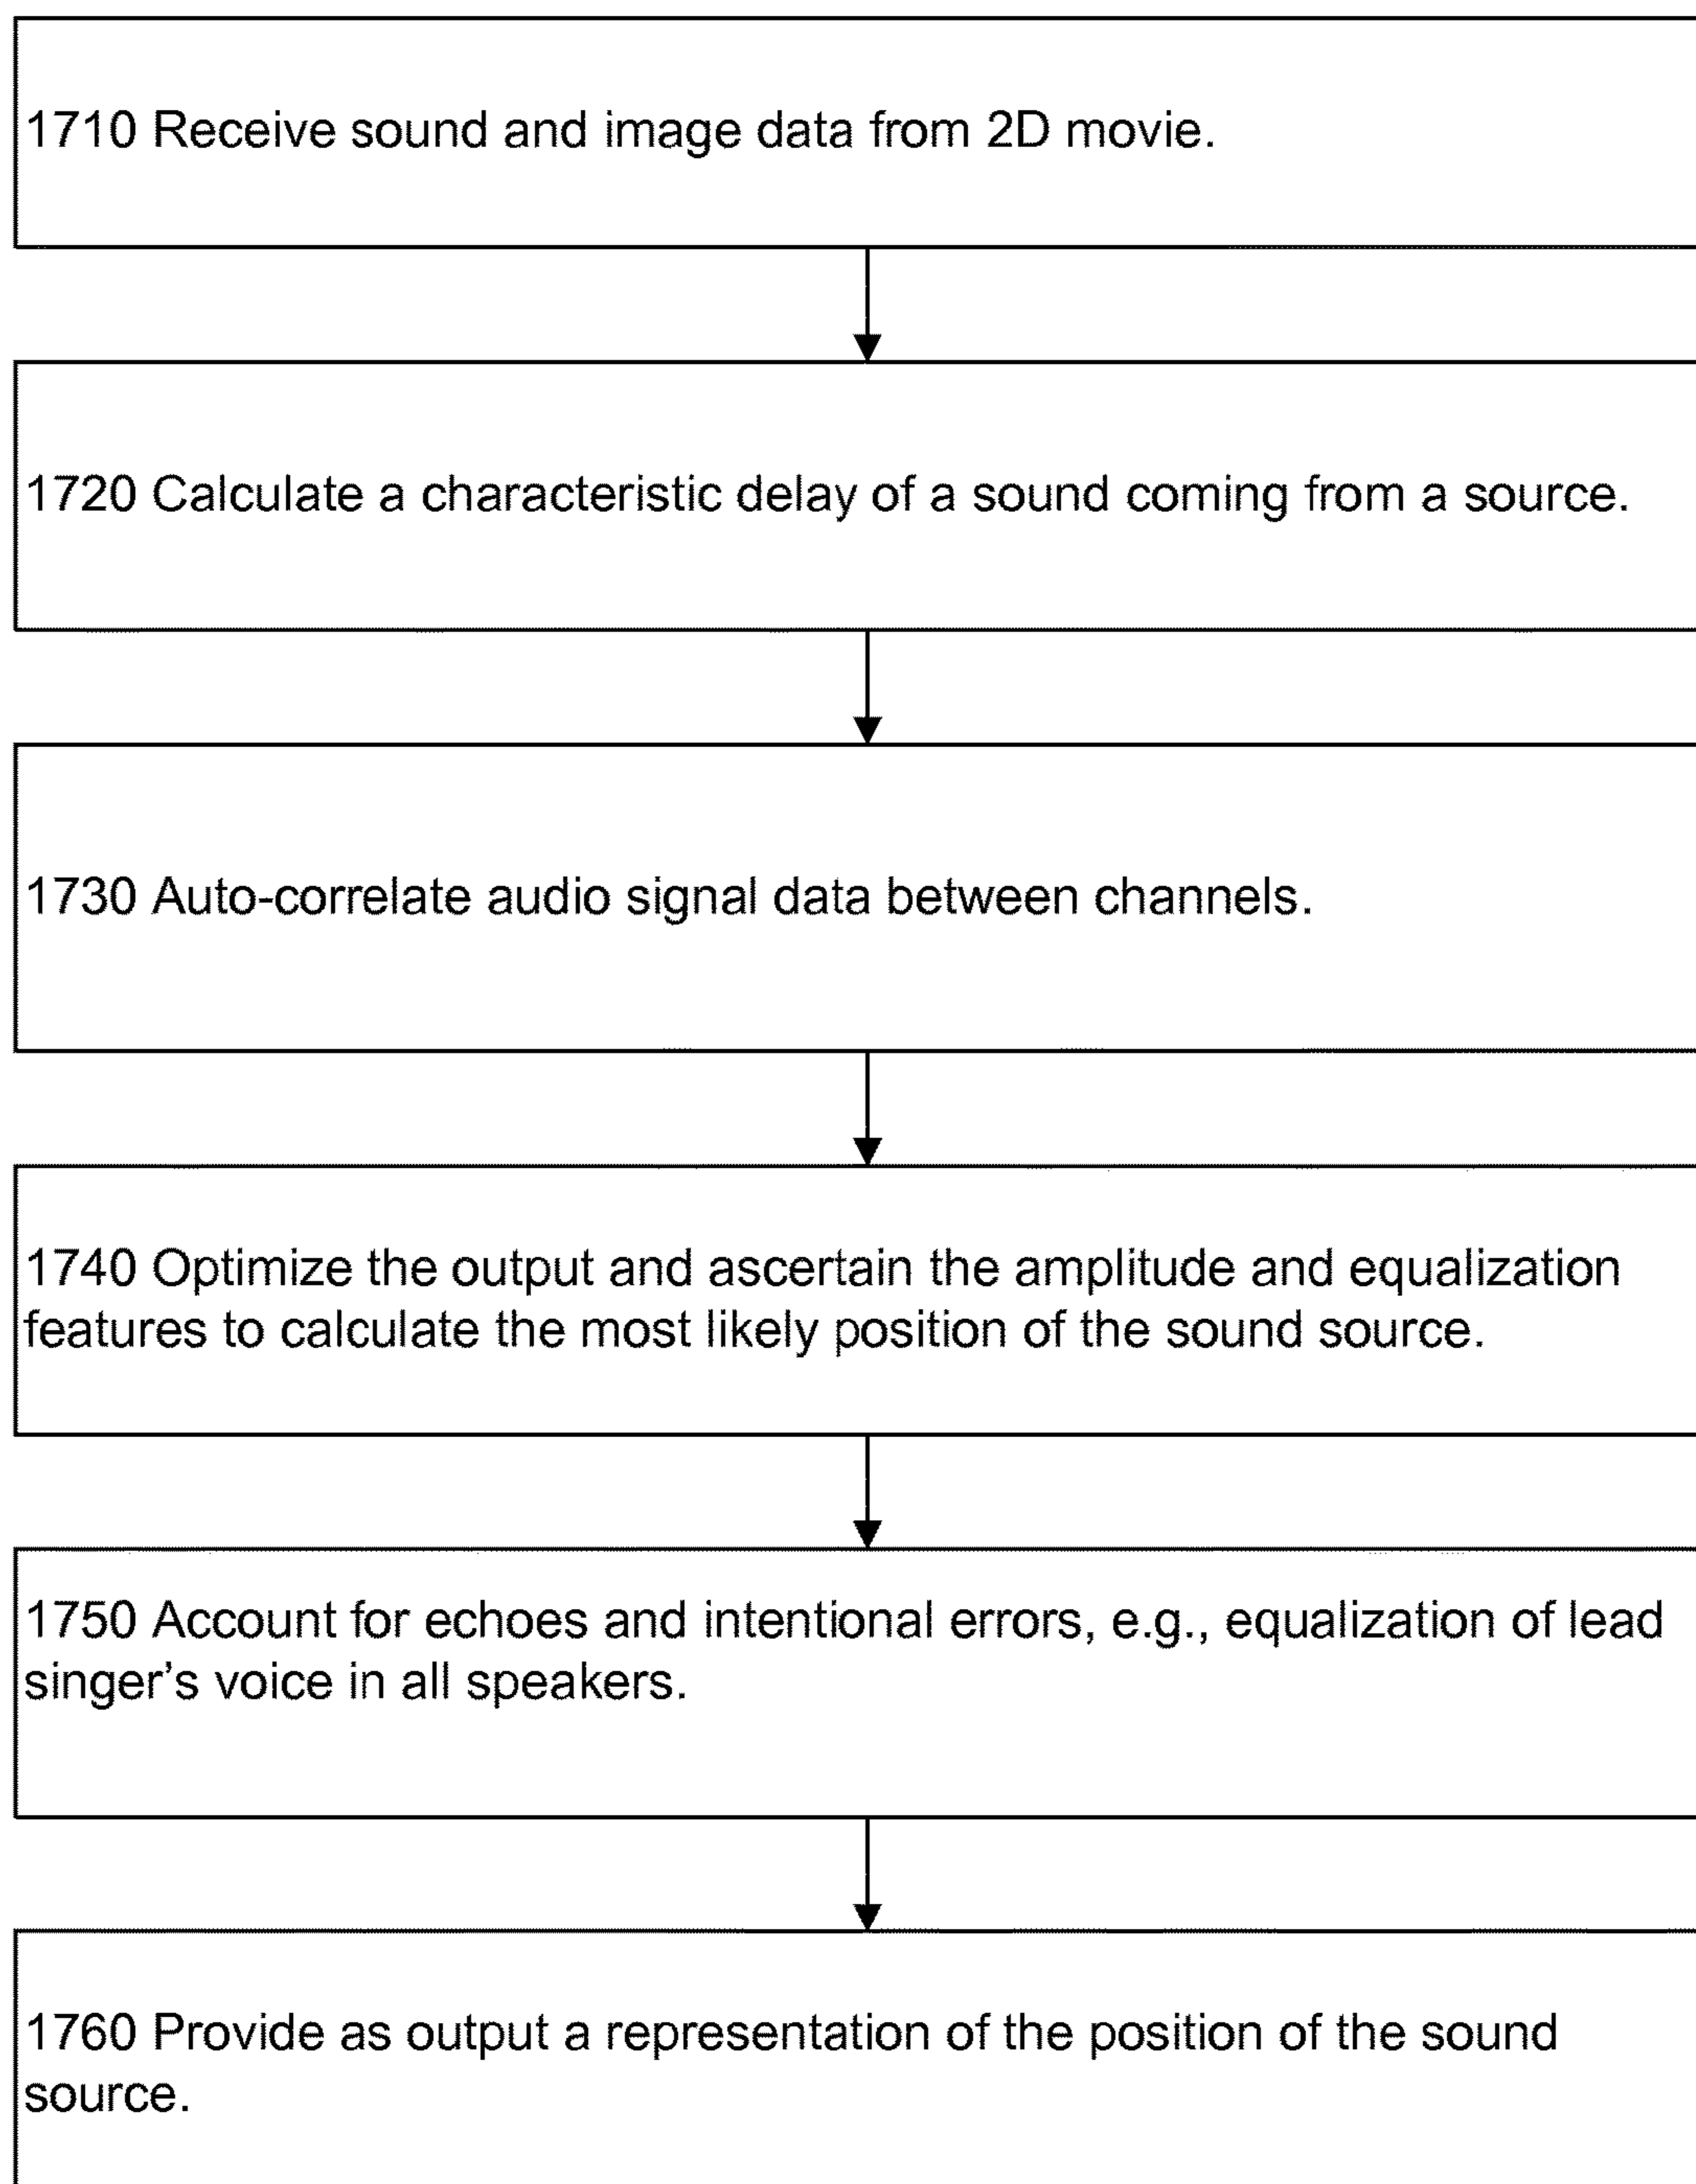 1710 Receive sound and image data from 2D movie.
1720 Calculate a characteristic delay of a sound coming from a source.
1730 Auto-correlate audio signal data between channels.
1740 Optimize the output and ascertain the amplitude and equalization
features to calculate the most likely position of the sound source.
1750 Account for echoes and intentional errors, e.g., equalization of lead
singer's voice in all speakers.
1760 Provide as output a representation of the position of the sound
source.